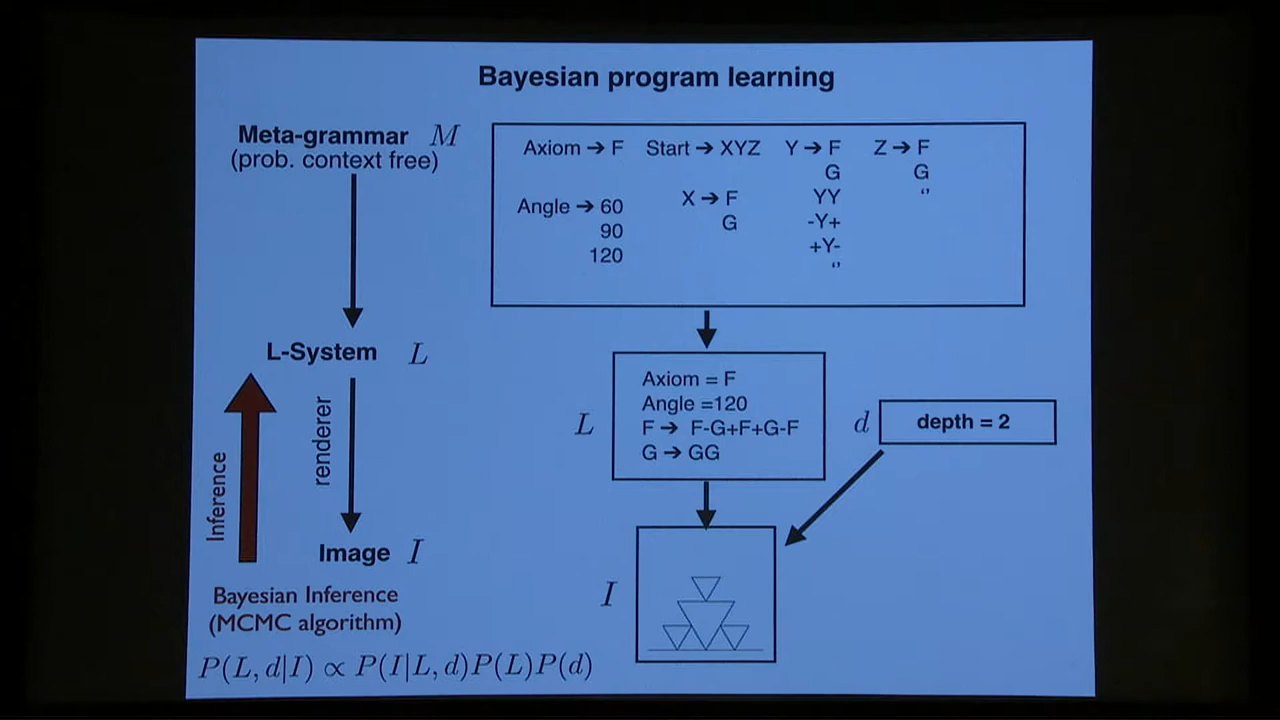 Bayesian program learning
Meta-grammar M
(prob. context free)
Axiom → F Start → XYZ Y → F Z → F
G G
Angle → 60 X → F YY ‘’
90 G -Y+
120 +Y-
‘’
L-System L
renderer
Inference
Image I
Bayesian Inference
(MCMC algorithm)
P(L, d|I) ∝ P(I|L, d)P(L)P(d)
L
Axiom = F
Angle =120
F → F-G+F+G-F
G → GG
d depth = 2
I